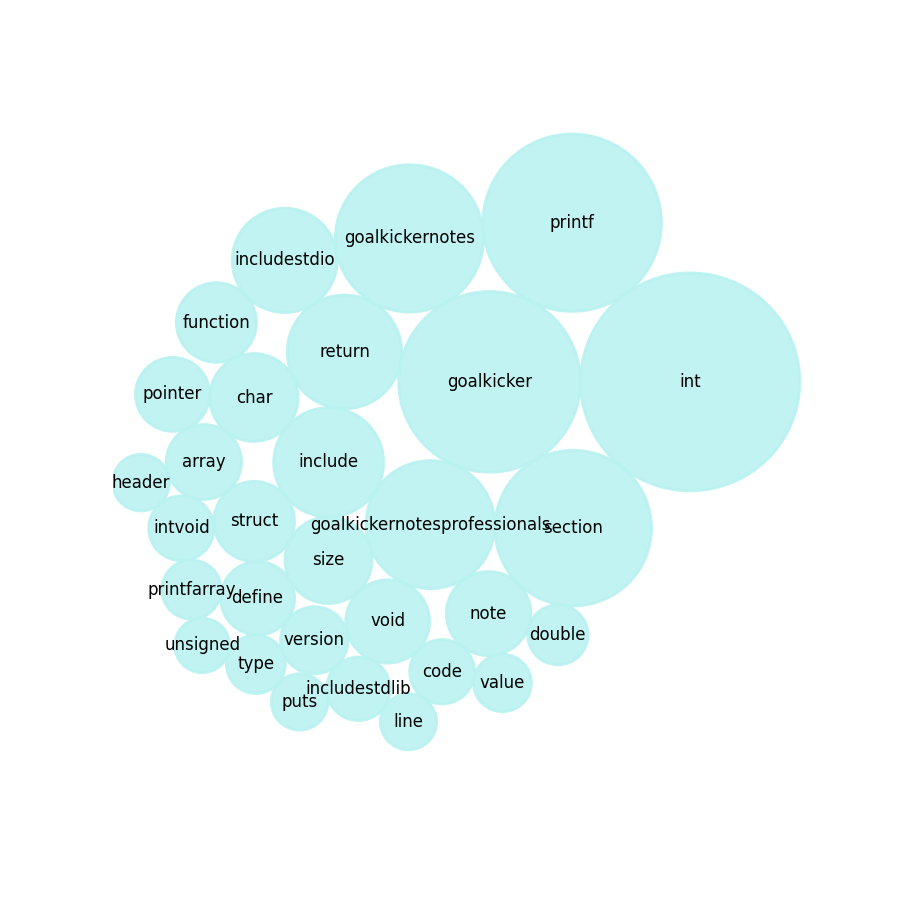 printf
goalkickernotes
includestdio
function
return
goalkicker
int
pointer
char
array
include
header
struct
goalkickernotesprofessionals
section
intvoid
size
printfarray
define
void
note
double
unsigned
type
version
code
value
includestdlib
puts
line